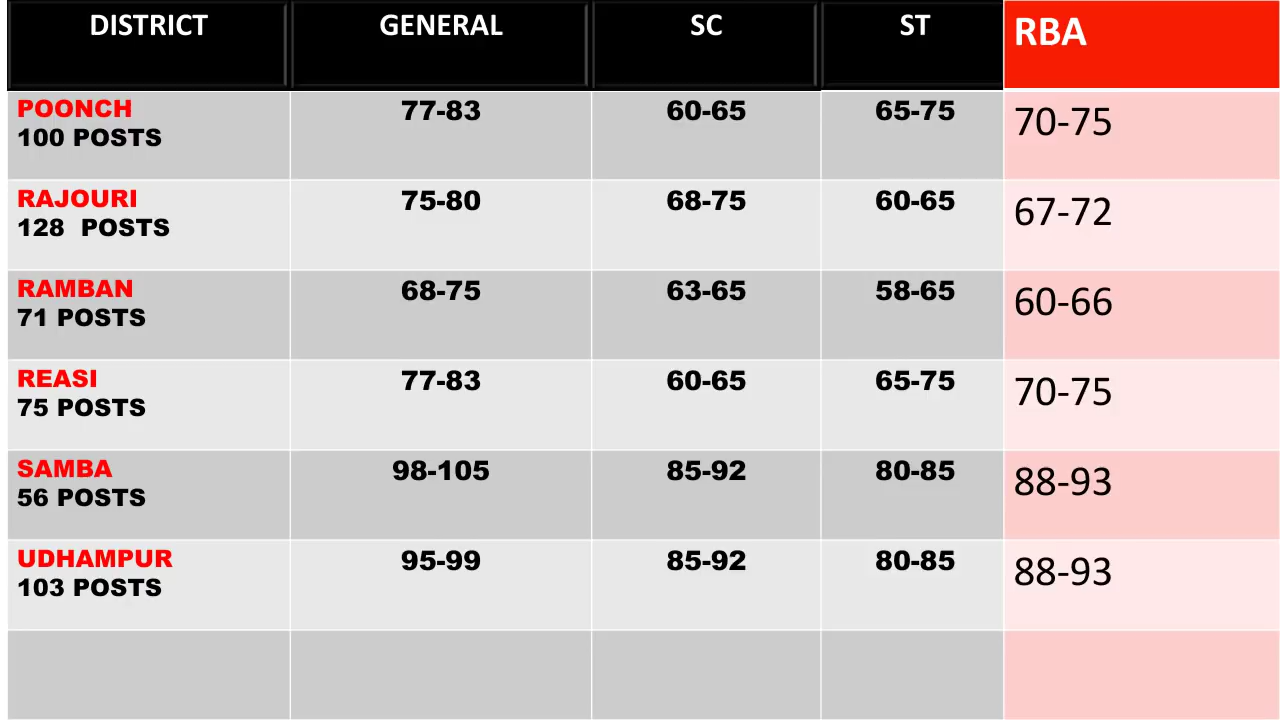 DISTRICT GENERAL SC ST RBA
POONCH 77-83 60-65 65-75 70-75
100 POSTS
RAJOURI 75-80 68-75 60-65 67-72
128  POSTS
RAMBAN 68-75 63-65 58-65 60-66
71 POSTS
REASI 77-83 60-65 65-75 70-75
75 POSTS
SAMBA 98-105 85-92 80-85 88-93
56 POSTS
UDHAMPUR 95-99 85-92 80-85 88-93
103 POSTS